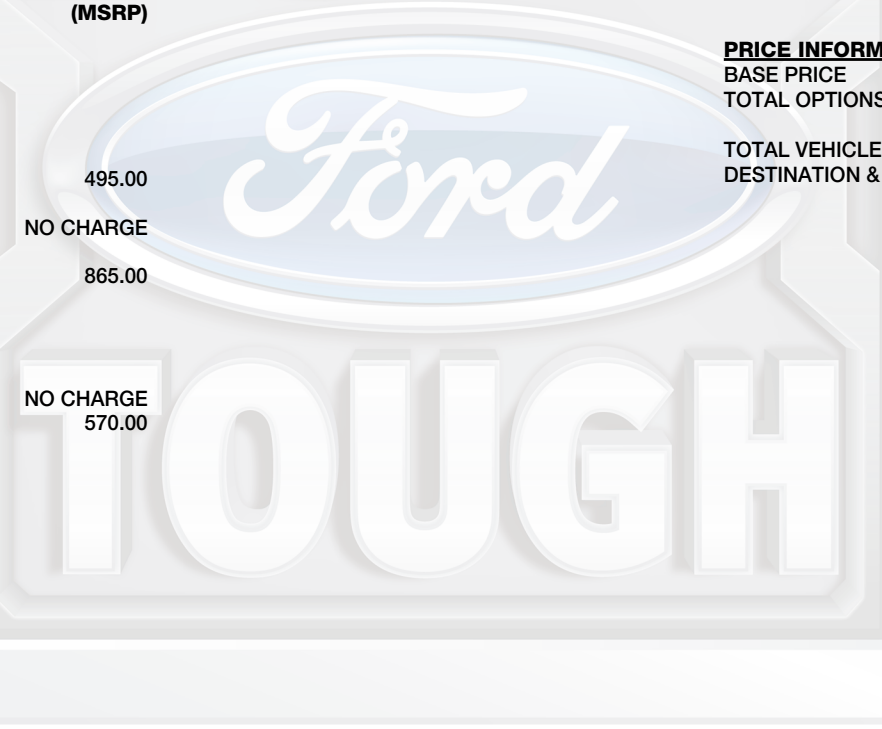 (MSRP)
495.00
NO CHARGE
865.00
NO CHARGE
570.00
PRICE INFORM
BASE PRICE
TOTAL OPTIONS
TOTAL VEHICLE
DESTINATION &
Ford
TOUGH